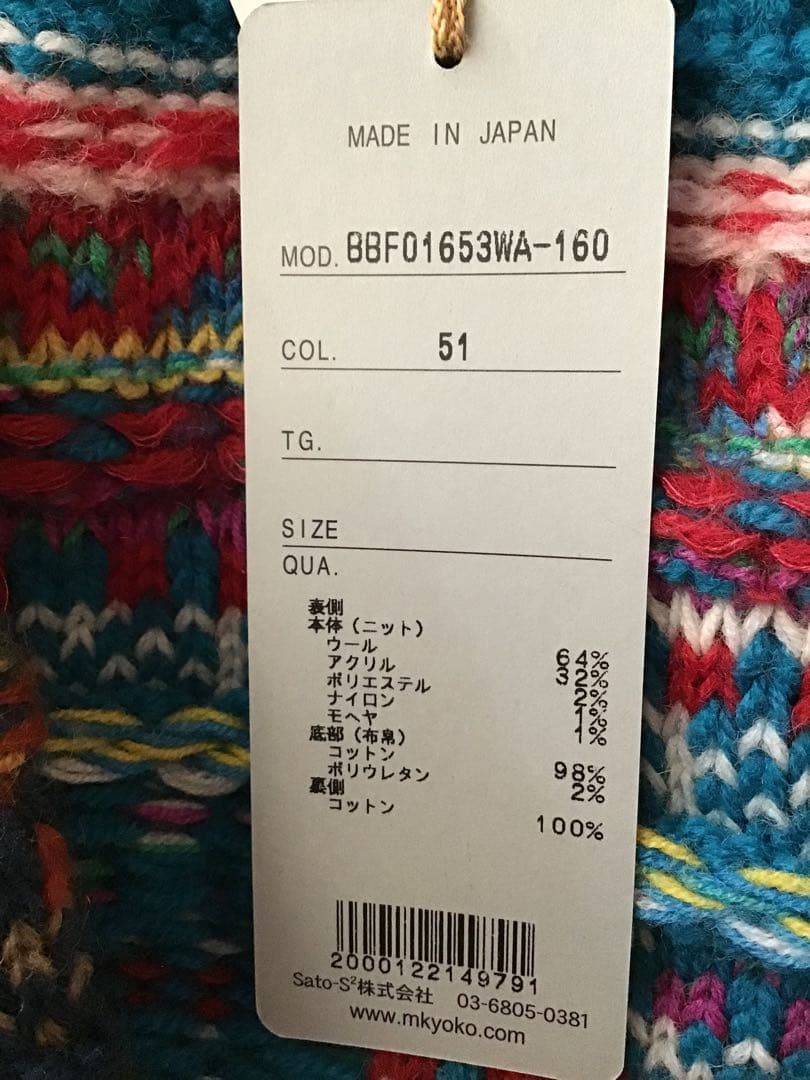 MADE IN JAPAN
MOD. BBF01653WA-160
COL. 51
TG.
SIZE
QUA.
表側
本体(ニット)
ウール 64%
アクリル 32%
ポリエステル 2%
ナイロン 1%
モヘヤ 1%
底部(布帛)
コットン 98%
ポリウレタン 2%
裏側
コットン 100%
2000122149791
Sato-S²株式会社 03-6805-0381
www.mkyoko.com